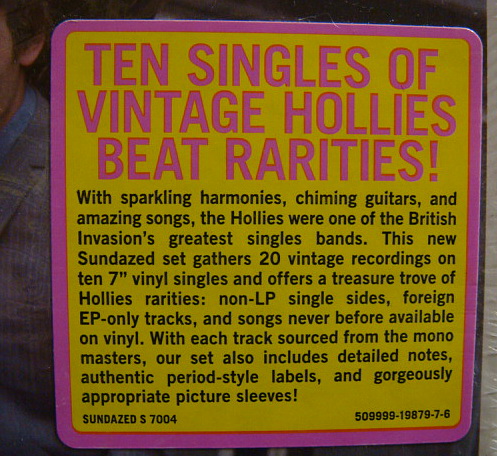 TEN SINGLES OF
VINTAGE HOLLIES
BEAT RARITIES!
With sparkling harmonies, chiming guitars, and
amazing songs, the Hollies were one of the British
Invasion's greatest singles bands. This new
Sundazed set gathers 20 vintage recordings on
ten 7” vinyl singles and offers a treasure trove of
Hollies rarities: non-LP single sides, foreign
EP-only tracks, and songs never before available
on vinyl. With each track sourced from the mono
masters, our set also includes detailed notes,
authentic period-style labels, and gorgeously
appropriate picture sleeves!
SUNDAZED S 7004 509999-19879-7-6